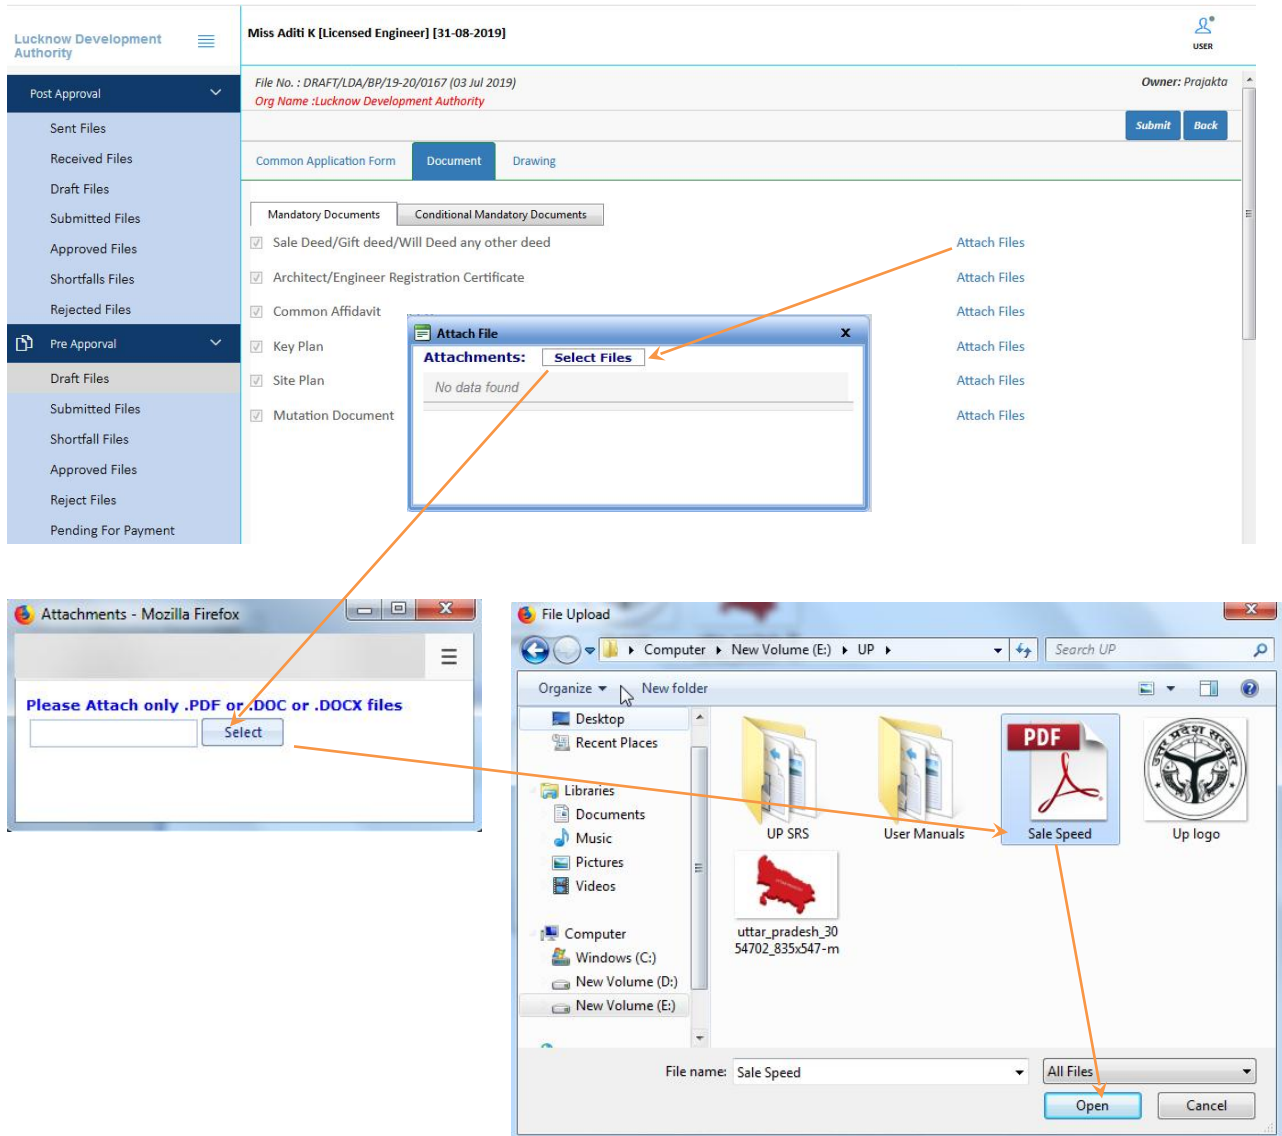 Lucknow Development
Authority
Miss Aditi K [Licensed Engineer] [31-08-2019]
USER
Post Approval
Sent Files
Received Files
Draft Files
Submitted Files
Approved Files
Shortfalls Files
Rejected Files
Pre Apporval
Draft Files
Submitted Files
Shortfall Files
Approved Files
Reject Files
Pending For Payment
File No. : DRAFT/LDA/BP/19-20/0167 (03 Jul 2019)
Owner: Prajakta
Org Name :Lucknow Development Authority
Submit Back
Common Application Form Document Drawing
Mandatory Documents Conditional Mandatory Documents
Sale Deed/Gift deed/Will Deed any other deed Attach Files
Architect/Engineer Registration Certificate Attach Files
Common Affidavit Attach Files
Key Plan Attach Files
Site Plan Attach Files
Mutation Document Attach Files
Attach File x
Attachments: Select Files
No data found
Attachments - Mozilla Firefox
Please Attach only .PDF or .DOC or .DOCX files
Select
File Upload
Computer New Volume (E:) UP Search UP
Organize New folder
Desktop
Recent Places
Libraries
Documents
Music
Pictures
Videos
Computer
Windows (C:)
New Volume (D:)
New Volume (E:)
PDF
UP SRS User Manuals Sale Speed Up logo
uttar_pradesh_30
54702_835x547-m
File name: Sale Speed All Files
Open Cancel